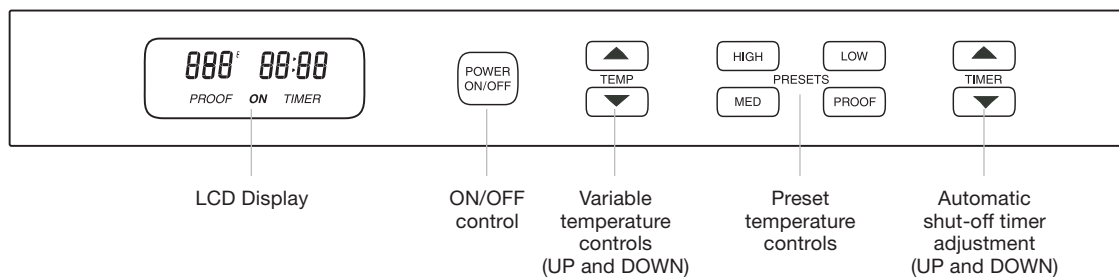 888 F 88:88
PROOF ON TIMER
POWER
ON/OFF
TEMP
HIGH
LOW
PRESETS
MED
PROOF
TIMER
LCD Display
ON/OFF
control
Variable
temperature
controls
(UP and DOWN)
Preset
temperature
controls
Automatic
shut-off timer
adjustment
(UP and DOWN)